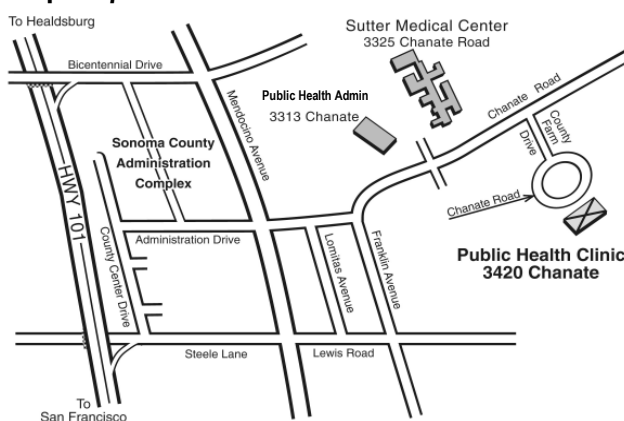 To Healdsburg
Sutter Medical Center
3325 Chanate Road
Bicentennial Drive
Public Health Admin
3313 Chanate
Mendocino Avenue
Chanate Road
County
Farm
Drive
Sonoma County
Administration
Complex
HWY 101
Chanate Road
Administration Drive
County Center Drive
Lomitas Avenue
Franklin Avenue
Public Health Clinic
3420 Chanate
Steele Lane
Lewis Road
To
San Francisco